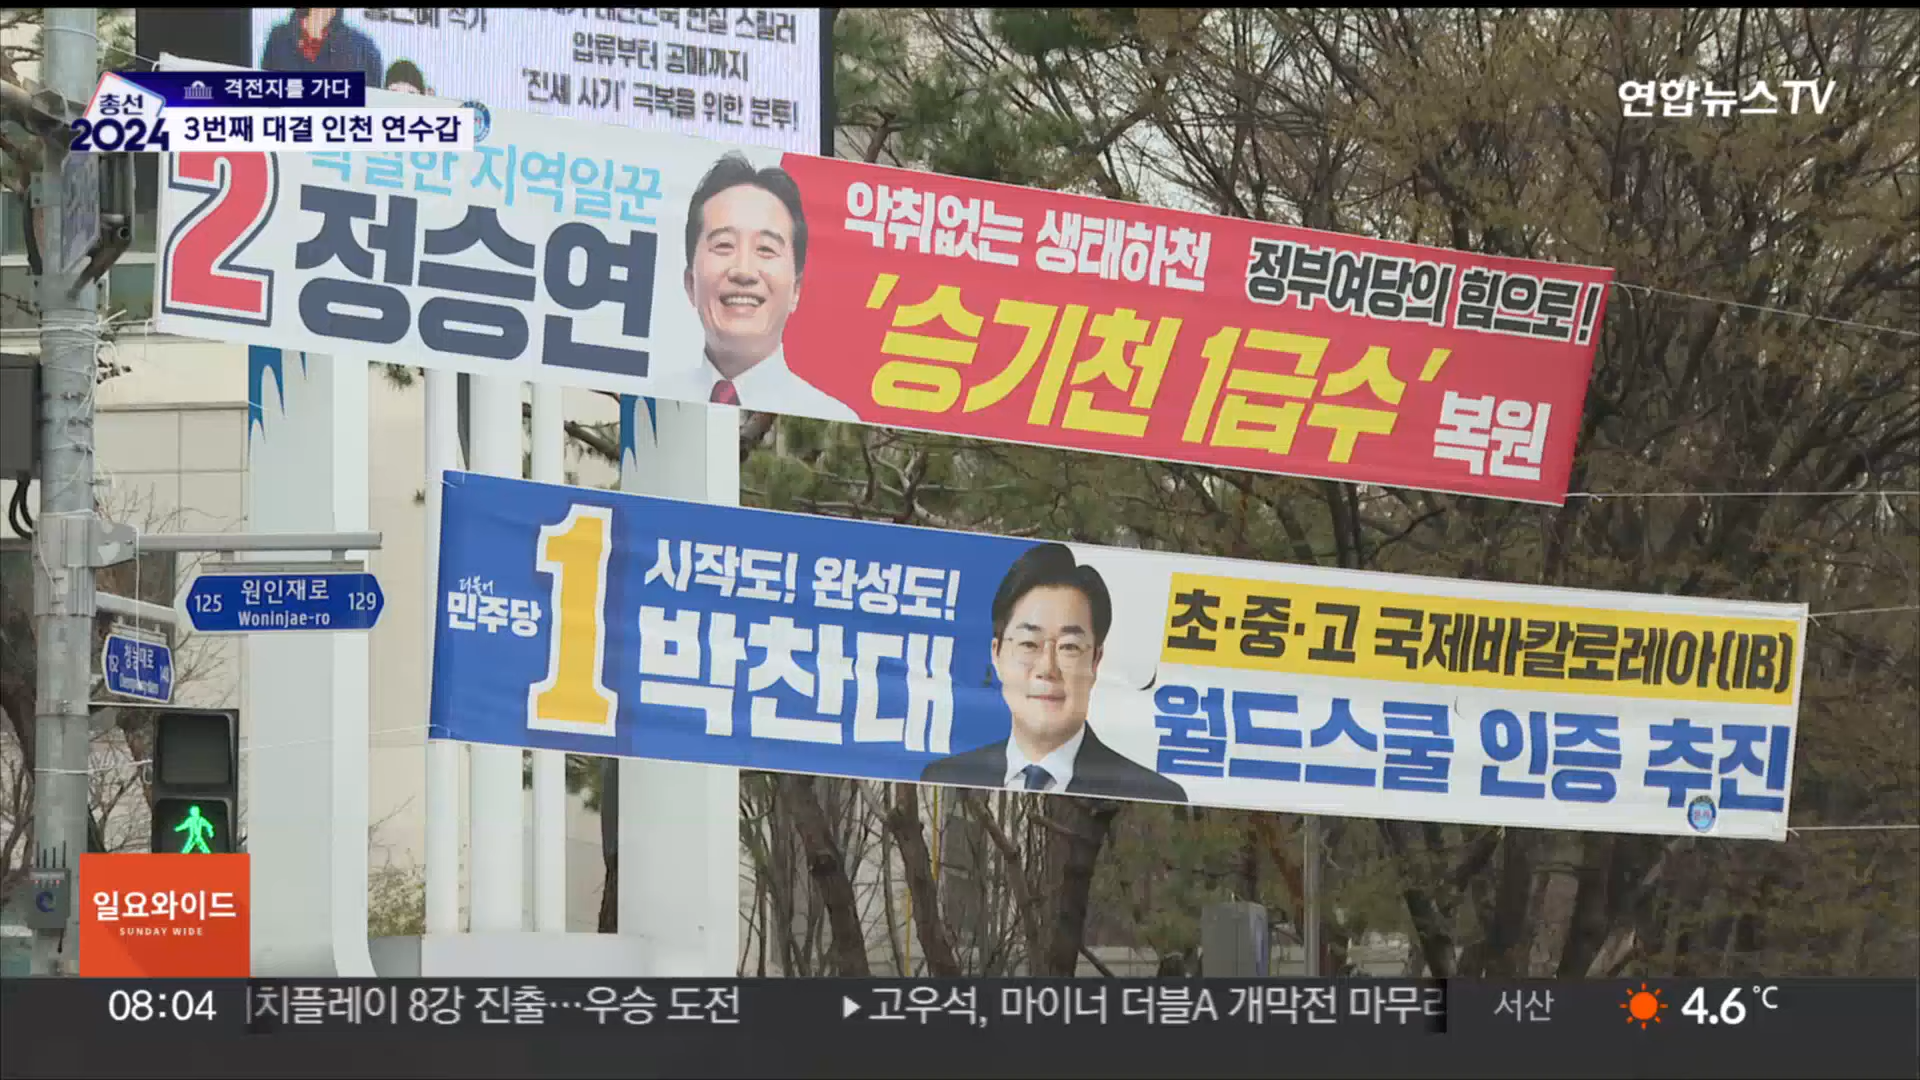 압류부터 공매까지
'전세 사기' 극복을 위한 분투!
격전지를 가다
총선
2024
3번째 대결 인천 연수갑
연합뉴스TV
2
지역일꾼
정승연
악취없는 생태하천
정부여당의 힘으로!
'승기천 1급수' 복원
더불어
민주당
1
시작도! 완성도!
박찬대
초·중·고 국제바칼로레아(IB)
월드스쿨 인증 추진
125 원인재로 129
Woninjae-ro
일요와이드
SUNDAY WIDE
08:04
치플레이 8강 진출…우승 도전
▶고우석, 마이너 더블A 개막전 마무리
서산
4.6℃